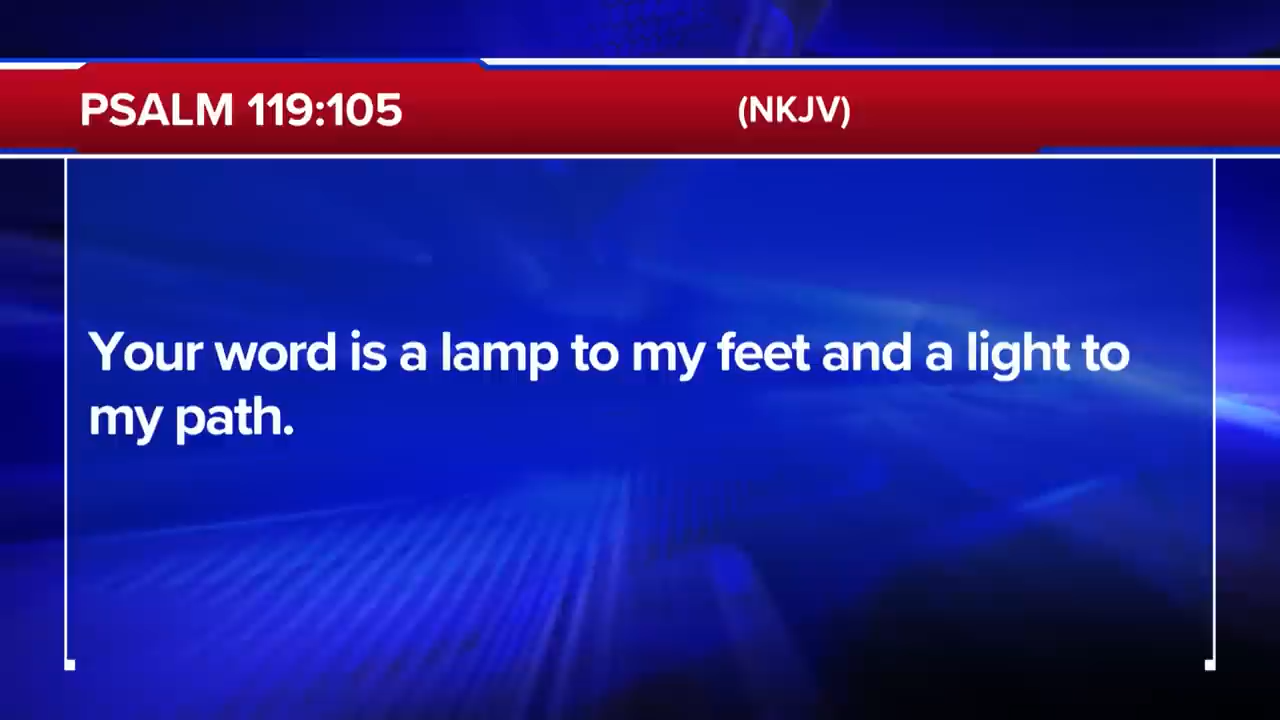 PSALM 119:105 (NKJV)
Your word is a lamp to my feet and a light to
my path.